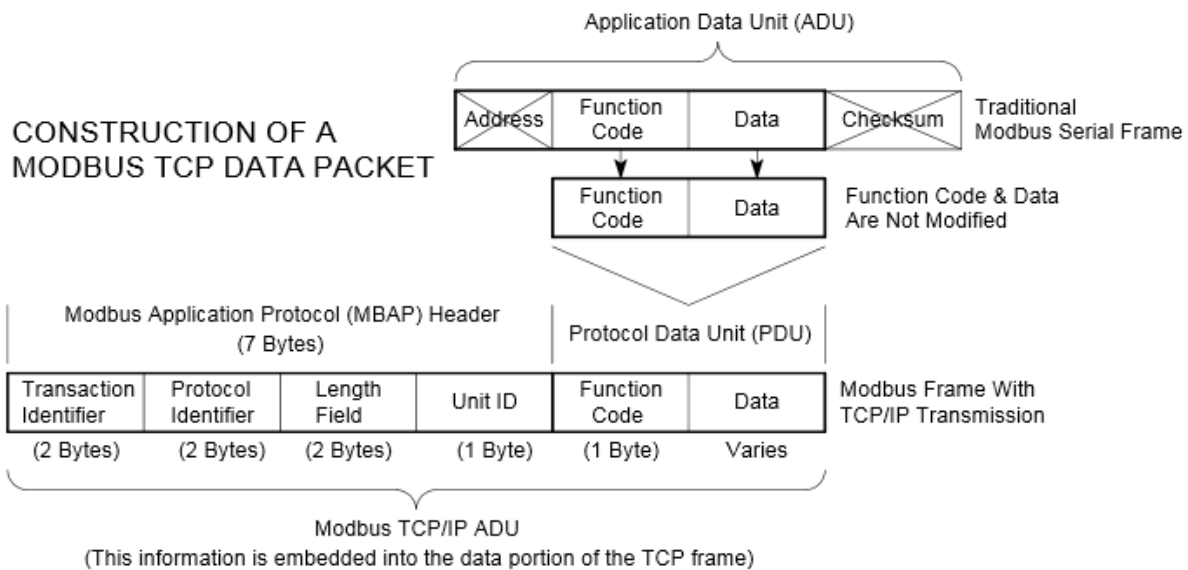 Application Data Unit (ADU)
CONSTRUCTION OF A
MODBUS TCP DATA PACKET
Address
Function
Code
Data
Checksum
Traditional
Modbus Serial Frame
Function
Code
Data
Function Code & Data
Are Not Modified
Modbus Application Protocol (MBAP) Header
(7 Bytes)
Protocol Data Unit (PDU)
Transaction
Identifier
Protocol
Identifier
Length
Field
Unit ID
Function
Code
Data
Modbus Frame With
TCP/IP Transmission
(2 Bytes)
(2 Bytes)
(2 Bytes)
(1 Byte)
(1 Byte)
Varies
Modbus TCP/IP ADU
(This information is embedded into the data portion of the TCP frame)